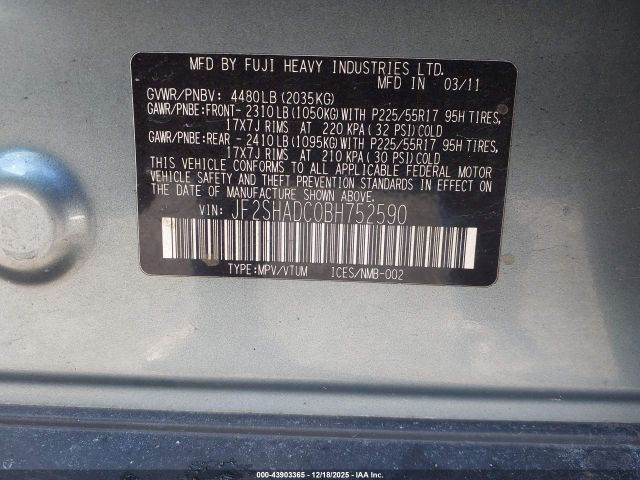 MFD BY FUJI HEAVY INDUSTRIES LTD.
MFD IN 03/11
GVWR/PNBV: 4480LB (2035KG)
GAWR/PNBE:FRONT- 2310LB(1050KG)WITH P225/55R17 95H TIRES,
17X7J RIMS AT 220 KPA( 32 PSI)COLD
GAWR/PNBE:REAR - 2410LB(1095KG)WITH P225/55R17 95H TIRES,
17X7J RIMS AT 210 KPA( 30 PSI)COLD
THIS VEHICLE CONFORMS TO ALL APPLICABLE FEDERAL MOTOR
VEHICLE SAFETY AND THEFT PREVENTION STANDARDS IN EFFECT
ON THE DATE OF MANUFACTURE SHOWN ABOVE.
VIN: JF2SHADC0BH752590
TYPE:MPV/VTUM ICES/NMB-002
000-43903365 - 12/18/2025 - IAA Inc.